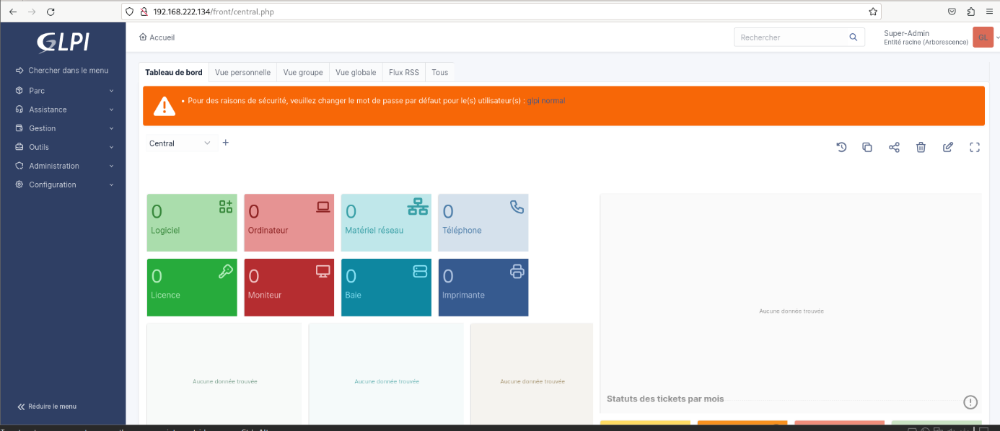 192.168.222.134/front/central.php
GLPI
Accueil
Rechercher
Super-Admin
Entité racine (Arborescence)
GL
Chercher dans le menu
Parc
Assistance
Gestion
Outils
Administration
Configuration
Réduire le menu
Tableau de bord
Vue personnelle
Vue groupe
Vue globale
Flux RSS
Tous
• Pour des raisons de sécurité, veuillez changer le mot de passe par défaut pour le(s) utilisateur(s) : glpi normal
Central
0
Logiciel
0
Ordinateur
0
Matériel réseau
0
Téléphone
0
Licence
0
Moniteur
0
Baie
0
Imprimante
Aucune donnée trouvée
Aucune donnée trouvée
Aucune donnée trouvée
Aucune donnée trouvée
Statuts des tickets par mois